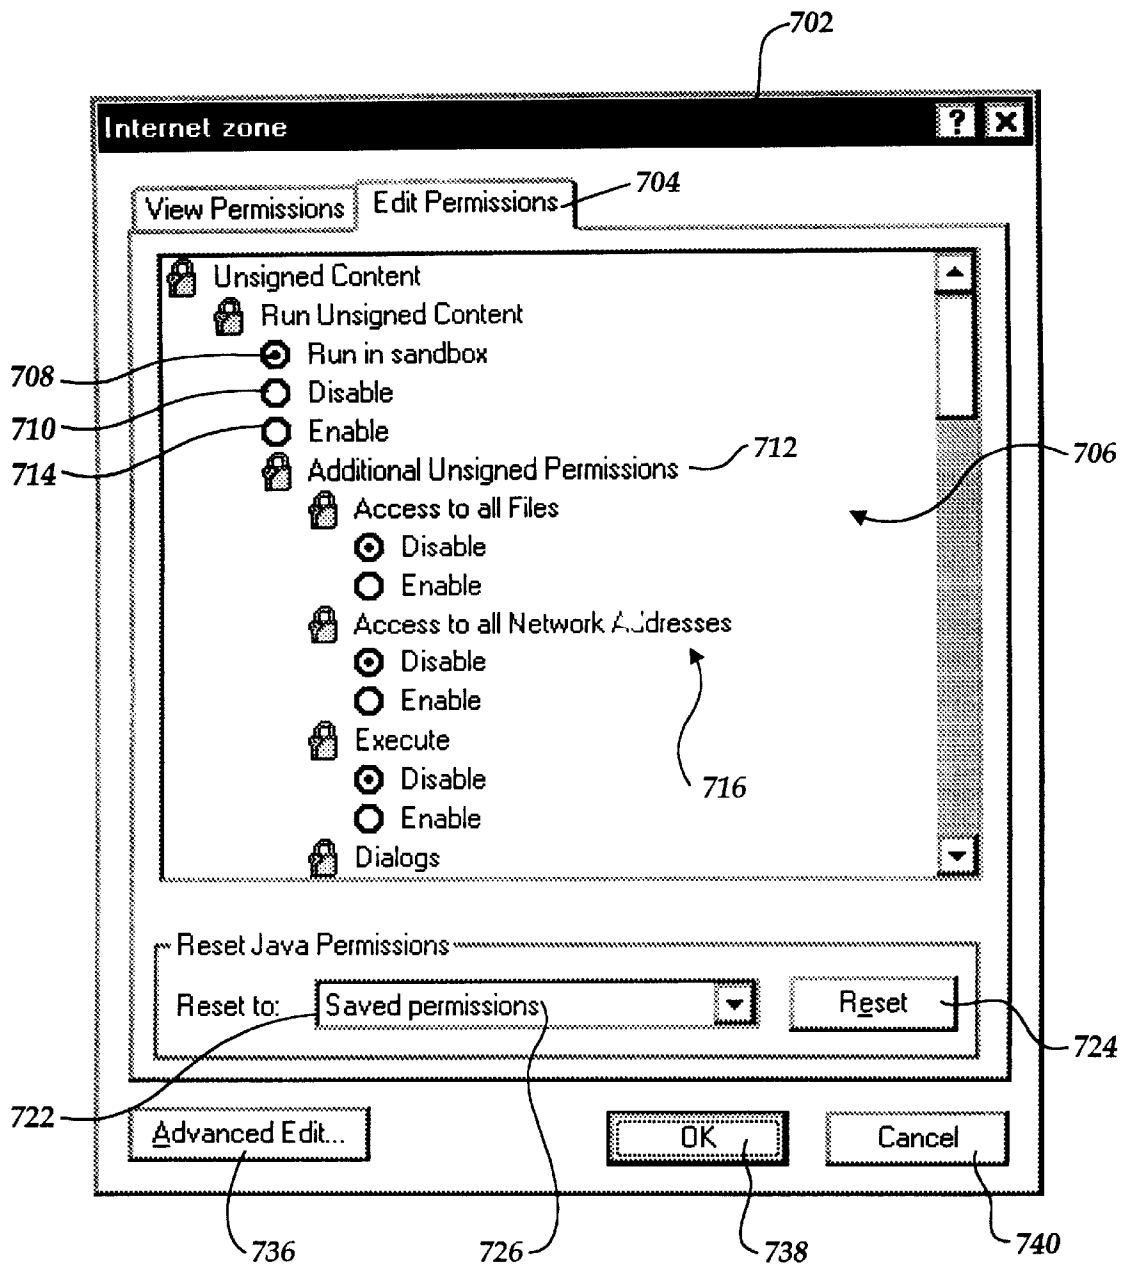 702
Internet zone ? X
704
View Permissions Edit Permissions
Unsigned Content
Run Unsigned Content
708 Run in sandbox
710 Disable
714 Enable
Additional Unsigned Permissions 712
706
Access to all Files
Disable
Enable
Access to all Network Addresses
Disable
Enable
Execute
716
Disable
Enable
Dialogs
Reset Java Permissions
Reset to: Saved permissions Reset
724
722
Advanced Edit... OK Cancel
736 726 738 740